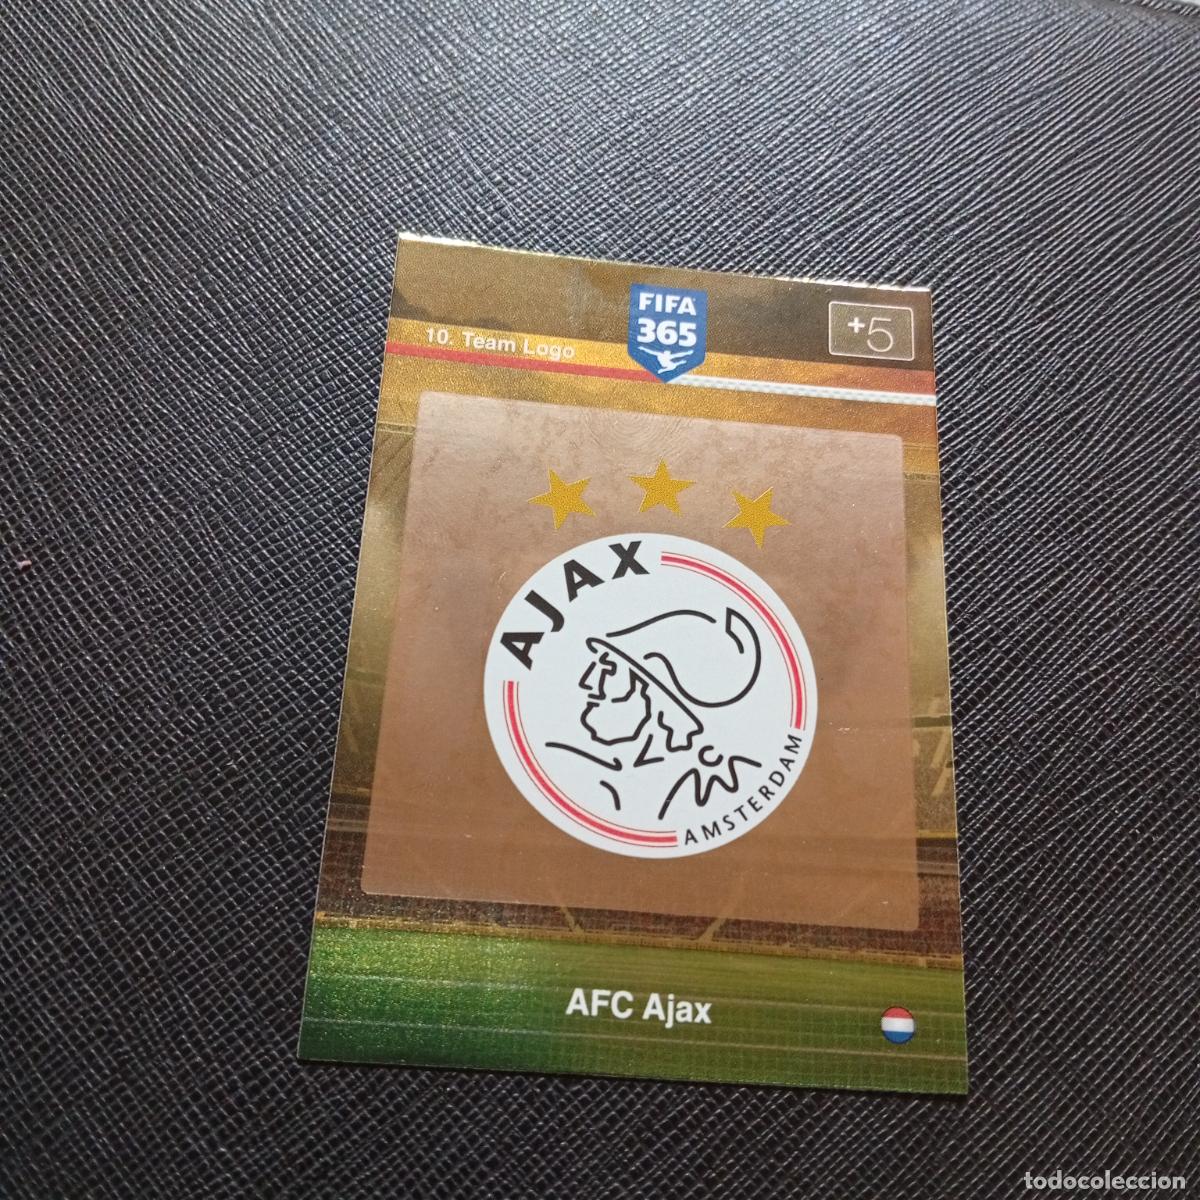 FIFA
365
10. Team Logo
+5
AJAX
AMSTERDAM
AFC Ajax
todocoleccion